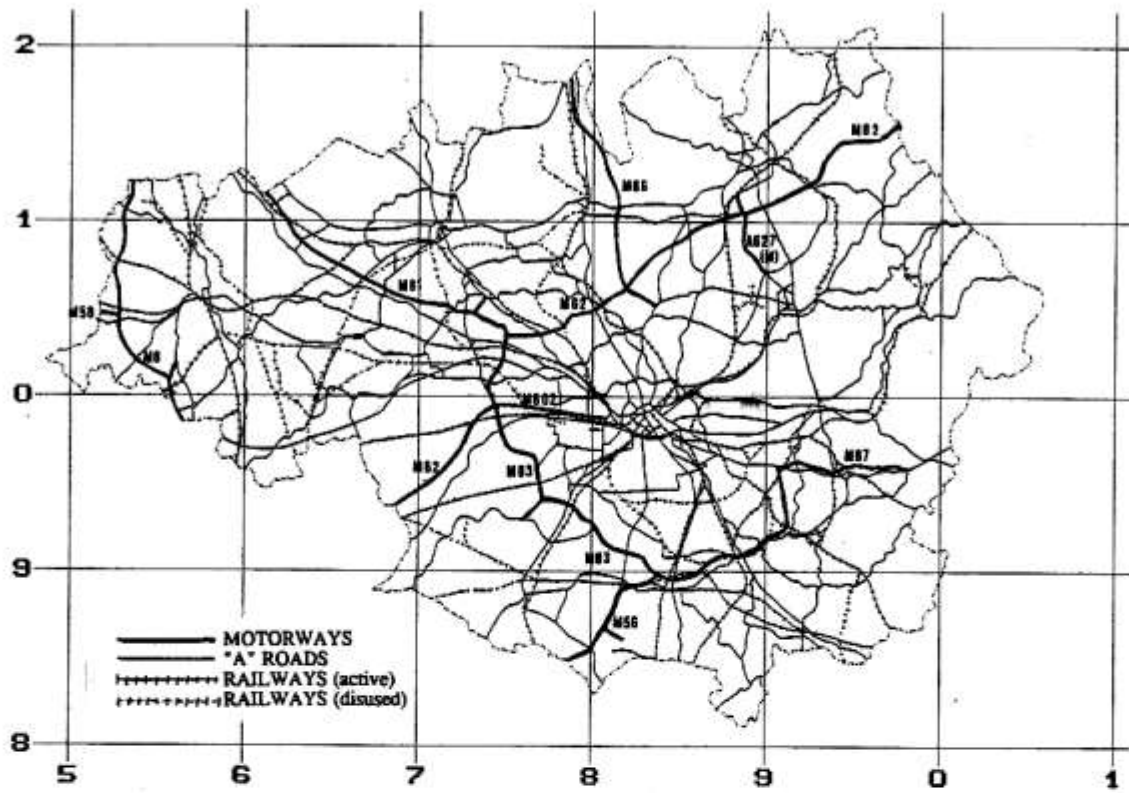 2
M62
M66
1
A627
(M)
M61
M62
M58
M6
0
M602
M62
M63
M67
9
M63
M56
MOTORWAYS
"A" ROADS
RAILWAYS (active)
RAILWAYS (disused)
8
5 6 7 8 9 0 1